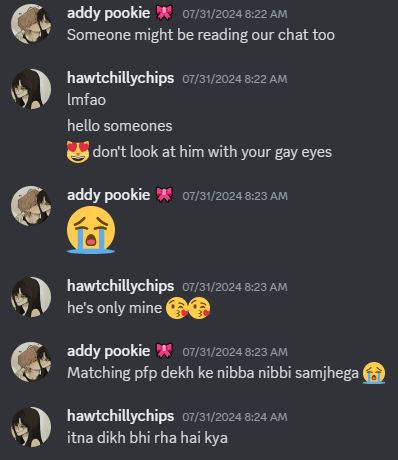 addy pookie 🎀 07/31/2024 8:22 AM
Someone might be reading our chat too
hawtchillychips 07/31/2024 8:22 AM
lmfao
hello someones
😻 don't look at him with your gay eyes
addy pookie 🎀 07/31/2024 8:23 AM
😭
hawtchillychips 07/31/2024 8:23 AM
he's only mine 😘😘
addy pookie 🎀 07/31/2024 8:23 AM
Matching pfp dekh ke nibba nibbi samjhega 😭
hawtchillychips 07/31/2024 8:24 AM
itna dikh bhi rha hai kya